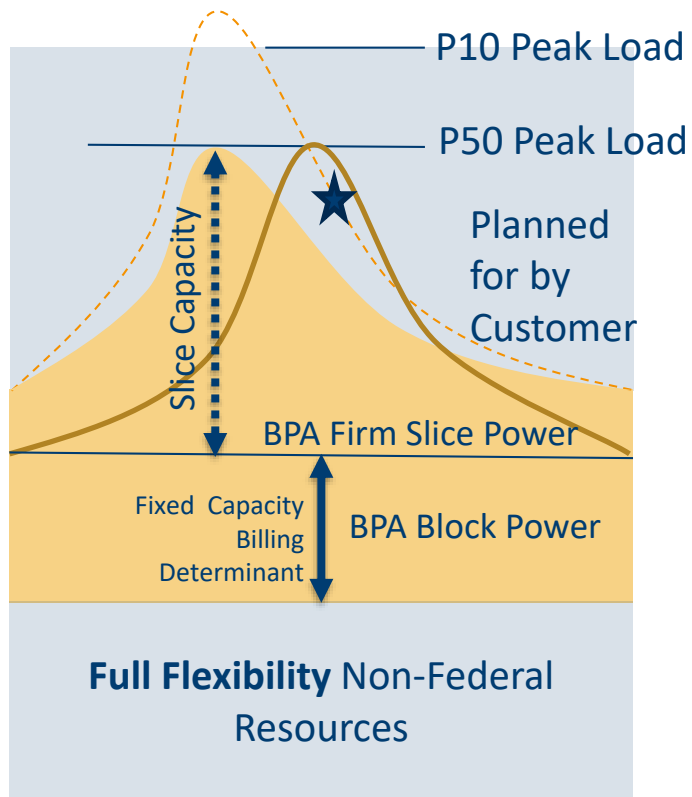 P10 Peak Load
P50 Peak Load
Planned
for by
Customer
Slice Capacity
BPA Firm Slice Power
Fixed Capacity
Billing
Determinant
BPA Block Power
Full Flexibility Non-Federal
Resources